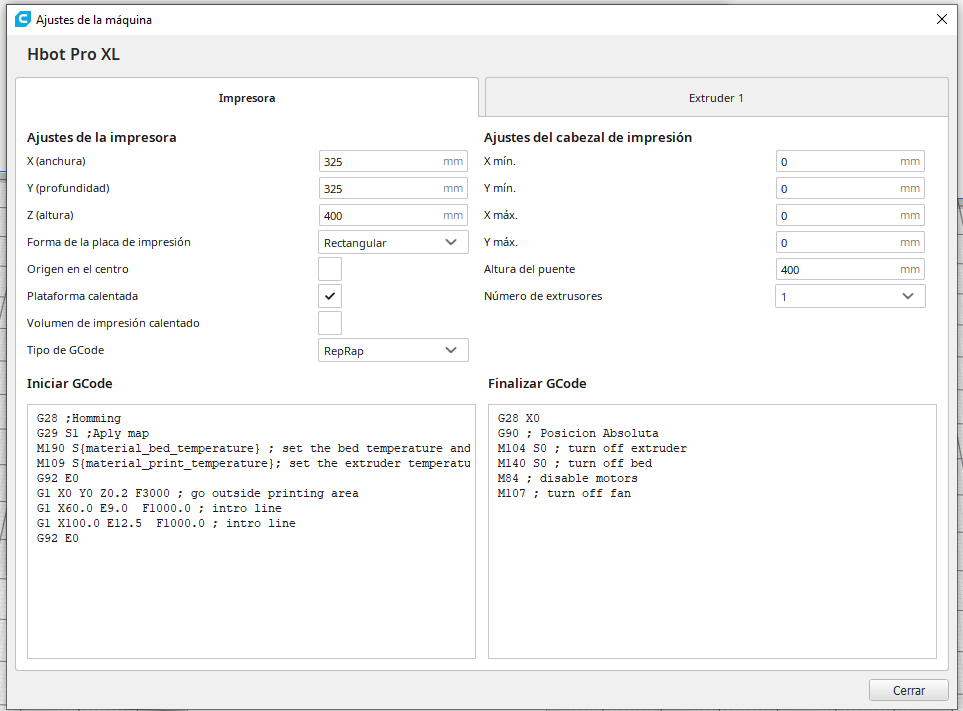 Ajustes de la máquina
Hbot Pro XL
Impresora
Extruder 1
Ajustes de la impresora
X (anchura) 325 mm
Y (profundidad) 325 mm
Z (altura) 400 mm
Forma de la placa de impresión Rectangular
Origen en el centro
Plataforma calentada
Volumen de impresión calentado
Tipo de GCode RepRap
Ajustes del cabezal de impresión
X mín. 0 mm
Y mín. 0 mm
X máx. 0 mm
Y máx. 0 mm
Altura del puente 400 mm
Número de extrusores 1
Iniciar GCode
G28 ;Homming
G29 S1 ;Aply map
M190 S{material_bed_temperature} ; set the bed temperature and
M109 S{material_print_temperature}; set the extruder temperatu
G92 E0
G1 X0 Y0 Z0.2 F3000 ; go outside printing area
G1 X60.0 E9.0  F1000.0 ; intro line
G1 X100.0 E12.5  F1000.0 ; intro line
G92 E0
Finalizar GCode
G28 X0
G90 ; Posicion Absoluta
M104 S0 ; turn off extruder
M140 S0 ; turn off bed
M84 ; disable motors
M107 ; turn off fan
Cerrar